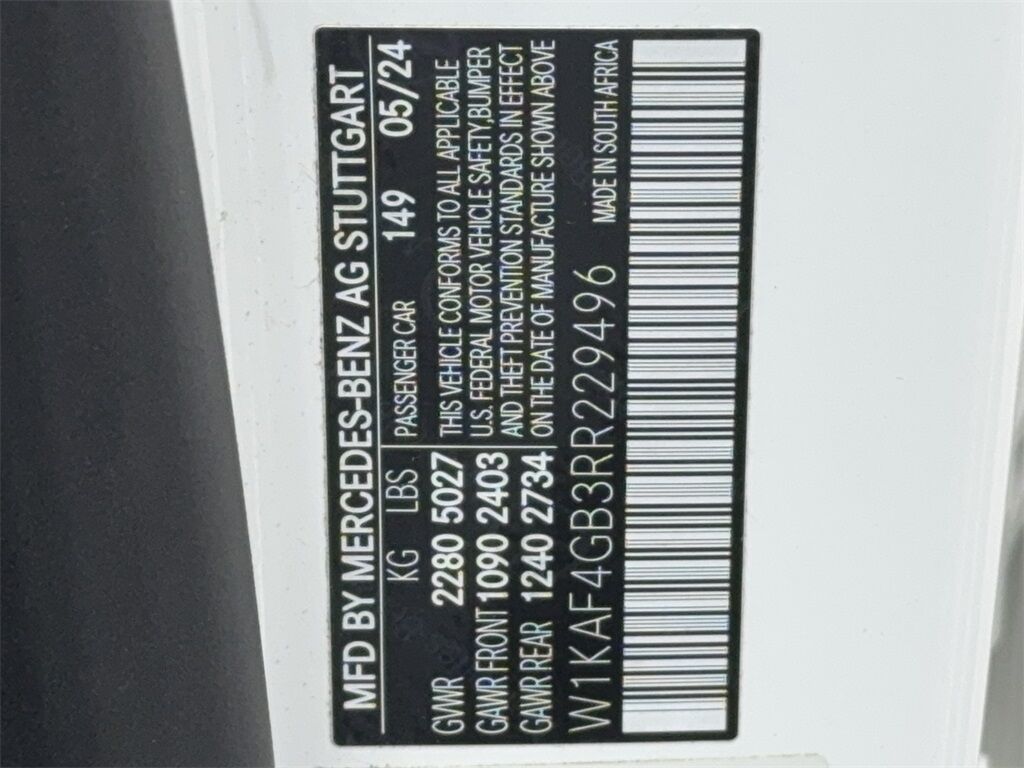 MFD BY MERCEDES-BENZ AG STUTTGART
KG LBS PASSENGER CAR 149 05/24
GWR 2280 5027
GAWR FRONT 1090 2403
GAWR REAR 1240 2734
THIS VEHICLE CONFORMS TO ALL APPLICABLE
U.S. FEDERAL MOTOR VEHICLE SAFETY,BUMPER
AND THEFT PREVENTION STANDARDS IN EFFECT
ON THE DATE OF MANUFACTURE SHOWN ABOVE
W1KAF4GB3RR229496 MADE IN SOUTH AFRICA